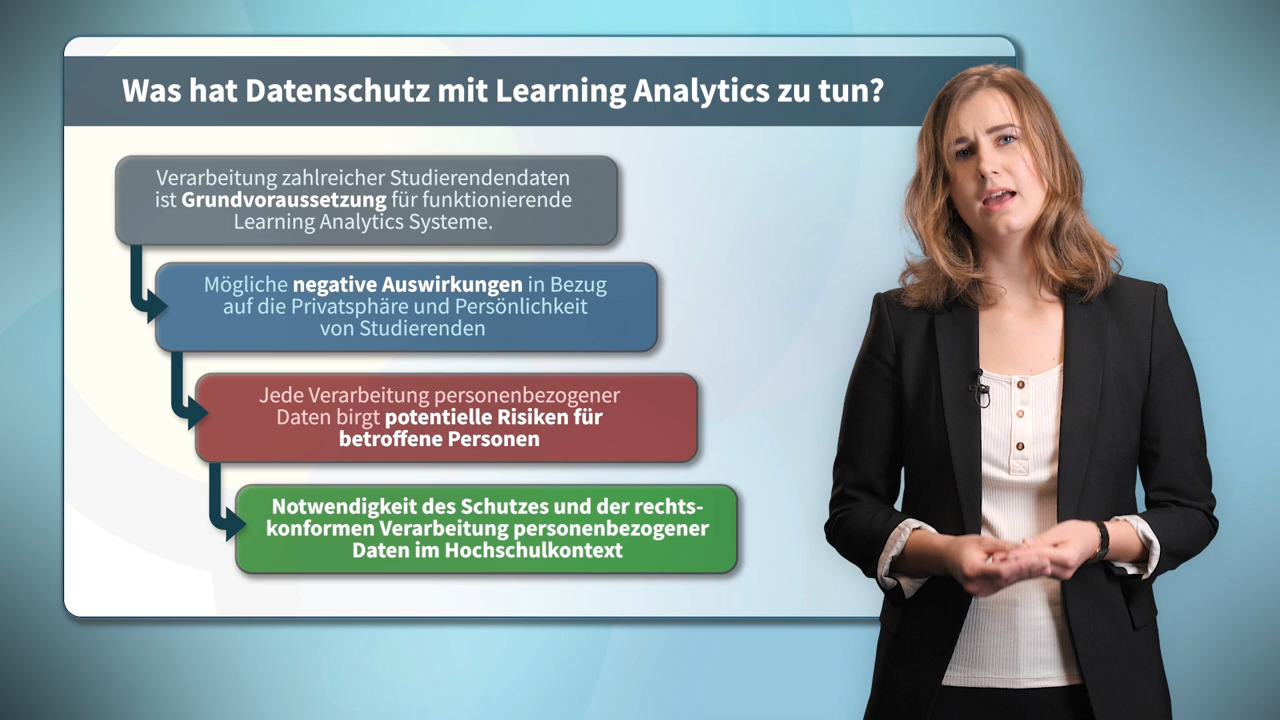 Was hat Datenschutz mit Learning Analytics zu tun?
Verarbeitung zahlreicher Studierendendaten
ist Grundvoraussetzung für funktionierende
Learning Analytics Systeme.
Mögliche negative Auswirkungen in Bezug
auf die Privatsphäre und Persönlichkeit
von Studierenden
Jede Verarbeitung personenbezogener
Daten birgt potentielle Risiken für
betroffene Personen
Notwendigkeit des Schutzes und der rechts-
konformen Verarbeitung personenbezogener
Daten im Hochschulkontext